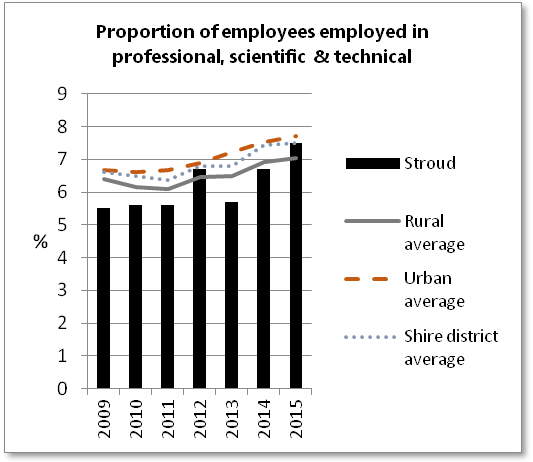 Proportion of employees employed in
professional, scientific & technical
9
8
7
6
5
4
3
2
1
0
%
2009
2010
2011
2012
2013
2014
2015
Stroud
Rural
average
Urban
average
Shire district
average